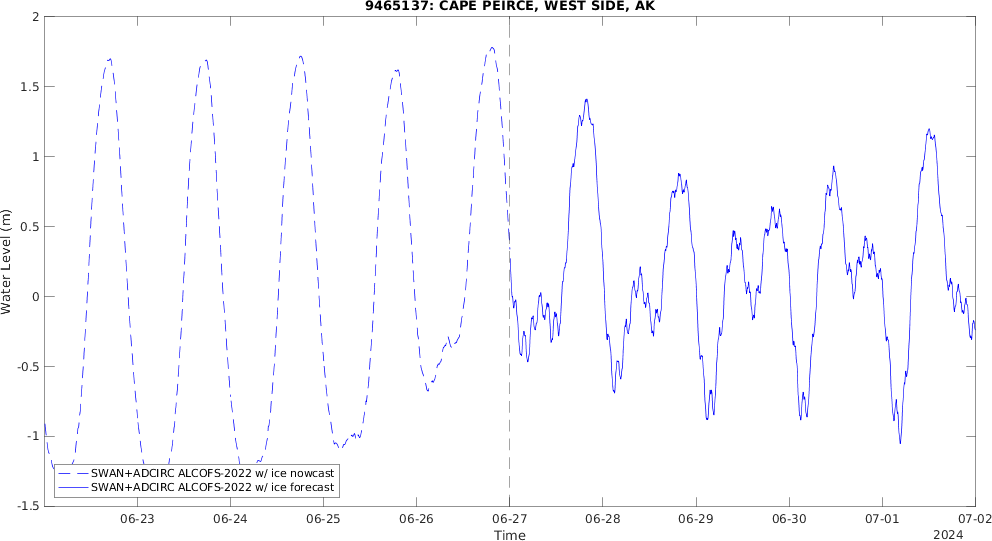 9465137: CAPE PEIRCE, WEST SIDE, AK
2
1.5
1
0.5
0
-0.5
-1
-1.5
Water Level (m)
SWAN+ADCIRC ALCOFS-2022 w/ ice nowcast
SWAN+ADCIRC ALCOFS-2022 w/ ice forecast
06-23 06-24 06-25 06-26 06-27 06-28 06-29 06-30 07-01 07-02
Time
2024